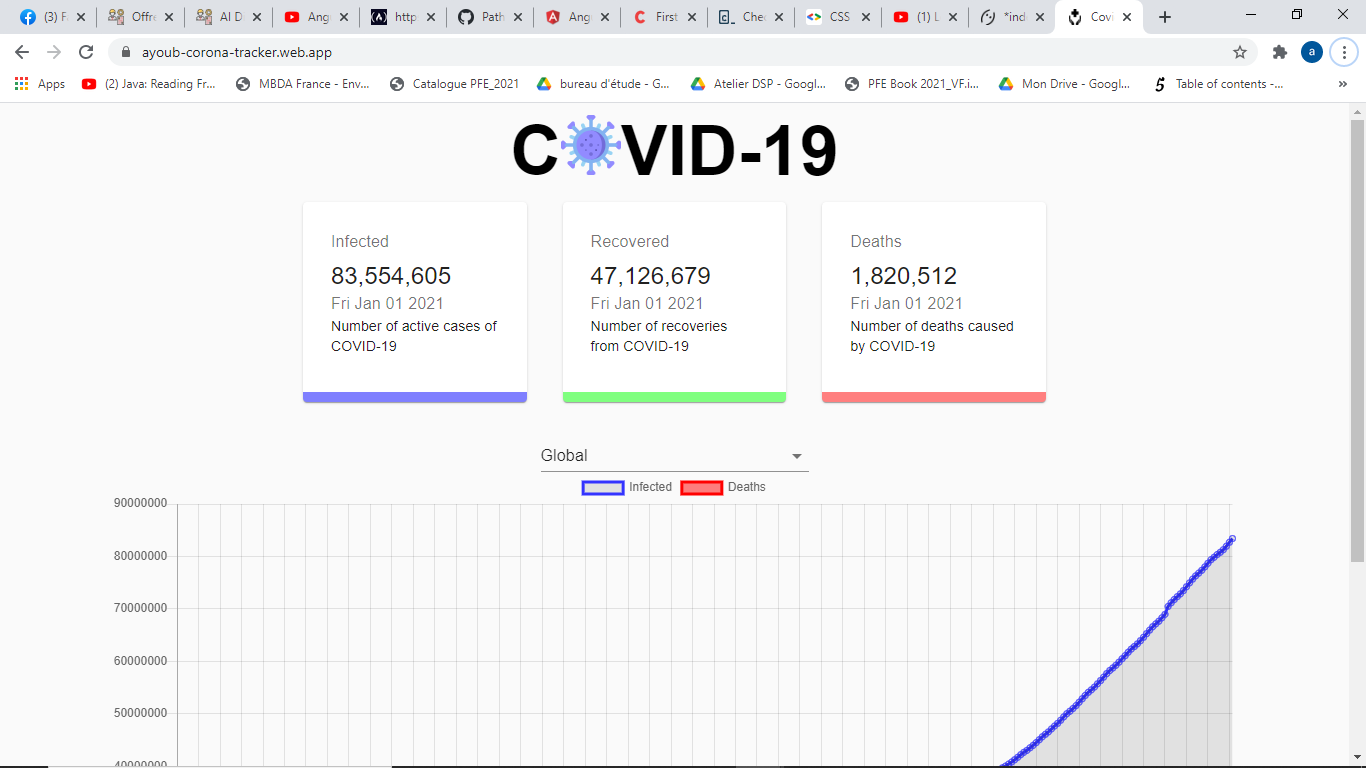 (3) F
Offre
AI D
Ang
http
Path
Ang
First
Che
CSS
(1) L
*ind
Covi
ayoub-corona-tracker.web.app
a
Apps
(2) Java: Reading Fr...
MBDA France - Env...
Catalogue PFE_2021
bureau d'étude - G...
Atelier DSP - Googl...
PFE Book 2021_VF.i...
Mon Drive - Googl...
Table of contents -...
»
C VID-19
Infected
83,554,605
Fri Jan 01 2021
Number of active cases of
COVID-19
Recovered
47,126,679
Fri Jan 01 2021
Number of recoveries
from COVID-19
Deaths
1,820,512
Fri Jan 01 2021
Number of deaths caused
by COVID-19
Global
Infected Deaths
90000000
80000000
70000000
60000000
50000000
40000000